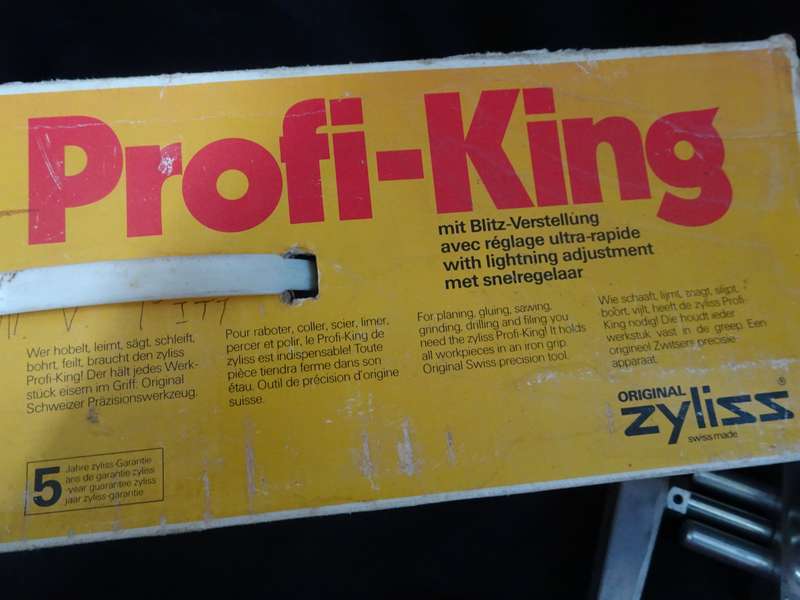 Profi-King
mit Blitz-Verstellung
avec réglage ultra-rapide
with lightning adjustment
met snelregelaar
Wer hobelt, leimt, sägt, schleift,
bohrt, feilt, braucht den zyliss
Profi-King! Der hält jedes Werk-
stück eisern im Griff. Original
Schweizer Präzisionswerkzeug.
Pour raboter, coller, scier, limer,
percer et polir, le Profi-King de
zyliss est indispensable! Toute
pièce tiendra ferme dans son
étau. Outil de précision d'origine
suisse.
For planing, gluing, sawing,
grinding, drilling and filing you
need the zyliss Profi-King! It holds
all workpieces in an iron grip.
Original Swiss precision tool.
Wie schaaft, lijmt, zaagt, slijpt,
boort, vijlt, heeft de zyliss Profi-
King nodig! Die houdt ieder
werkstuk vast in de greep. Een
origineel Zwitsers precisie-
apparaat.
ORIGINAL
zyliss®
swiss made
5
Jahre zyliss-Garantie
ans de garantie zyliss
-year guarantee zyliss
jaar zyliss-garantie